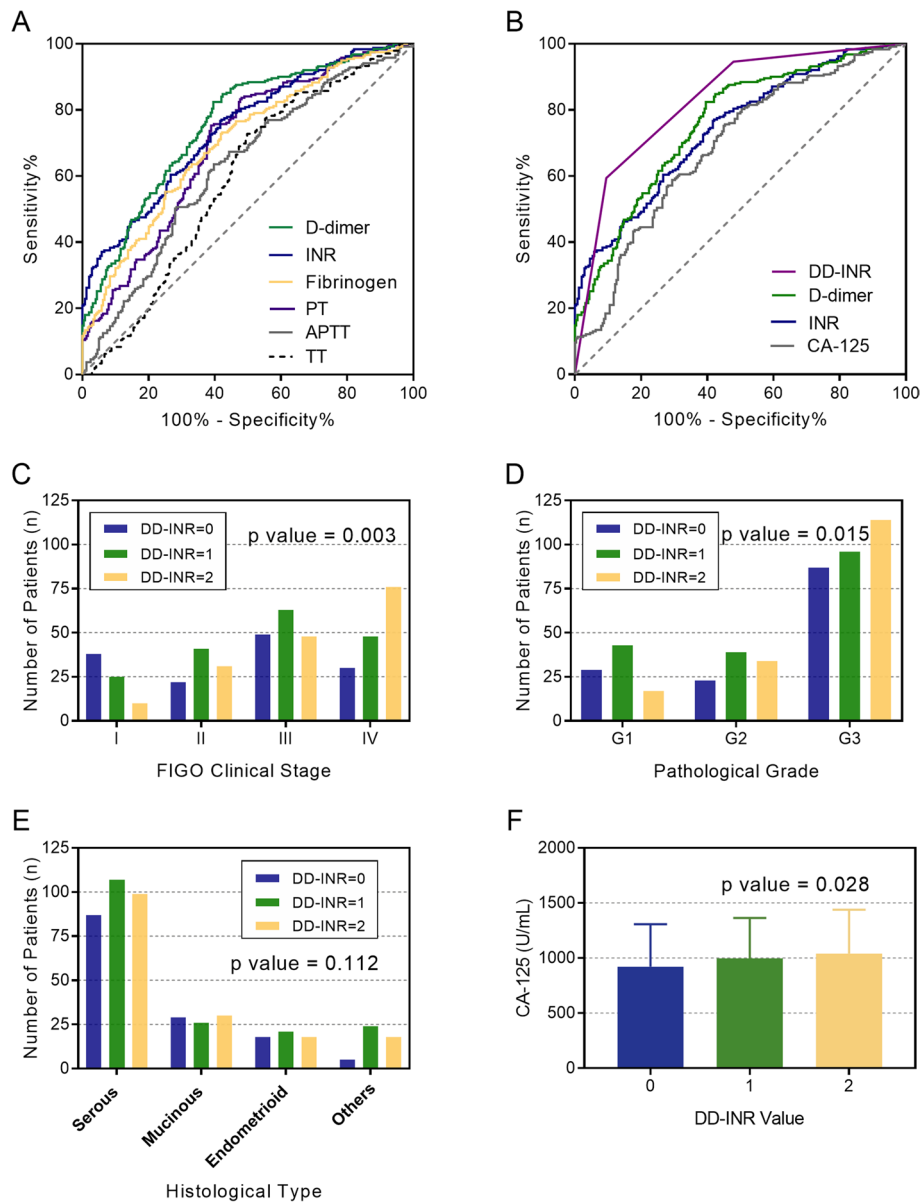 A
100
80
60
40
20
0
Sensitivity%
D-dimer
INR
Fibrinogen
PT
APTT
TT
0 20 40 60 80 100
100% - Specificity%
B
100
80
60
40
20
0
Sensitivity%
DD-INR
D-dimer
INR
CA-125
0 20 40 60 80 100
100% - Specificity%
C
125
100
75
50
25
0
Number of Patients (n)
DD-INR=0
DD-INR=1
DD-INR=2
p value = 0.003
I II III IV
FIGO Clinical Stage
D
125
100
75
50
25
0
Number of Patients (n)
DD-INR=0
DD-INR=1
DD-INR=2
p value = 0.015
G1 G2 G3
Pathological Grade
E
125
100
75
50
25
0
Number of Patients (n)
DD-INR=0
DD-INR=1
DD-INR=2
p value = 0.112
Serous
Mucinous
Endometrioid
Others
Histological Type
F
2000
1500
1000
500
0
CA-125 (U/mL)
p value = 0.028
0 1 2
DD-INR Value